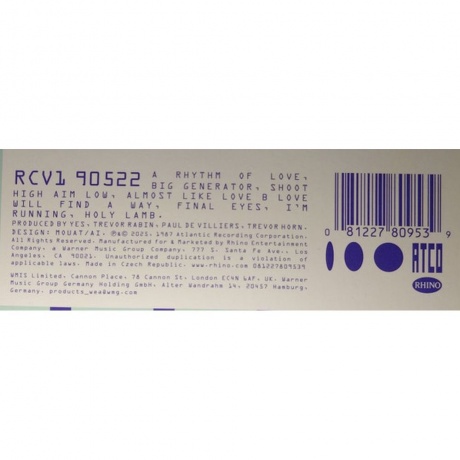 RCV1 90522 A RHYTHM OF LOVE,
BIG GENERATOR, SHOOT
HIGH AIM LOW, ALMOST LIKE LOVE B LOVE
WILL FIND A WAY, FINAL EYES, I'M
RUNNING, HOLY LAMB.
PRODUCED BY YES, TREVOR RABIN, PAUL DE VILLIERS, TREVOR HORN.
DESIGN: MOUAT/AI. ℗© 2023, 1987 Atlantic Recording Corporation.
All Rights Reserved. Manufactured for & Marketed by Rhino Entertainment
Company, a Warner Music Group Company. 777 S. Santa Fe Ave., Los
Angeles, CA 90021. Unauthorized duplication is a violation of
applicable laws. Made in Czech Republic. www.rhino.com 081227809539
WMIS Limited, Cannon Place, 78 Cannon St. London EC4N 6AF, UK. Warner
Music Group Germany Holding GMBH, Alter Wandrahm 14, 20457 Hamburg,
Germany. products_wea@wmg.com
0 81227 80953 9
ATCO
RHINO